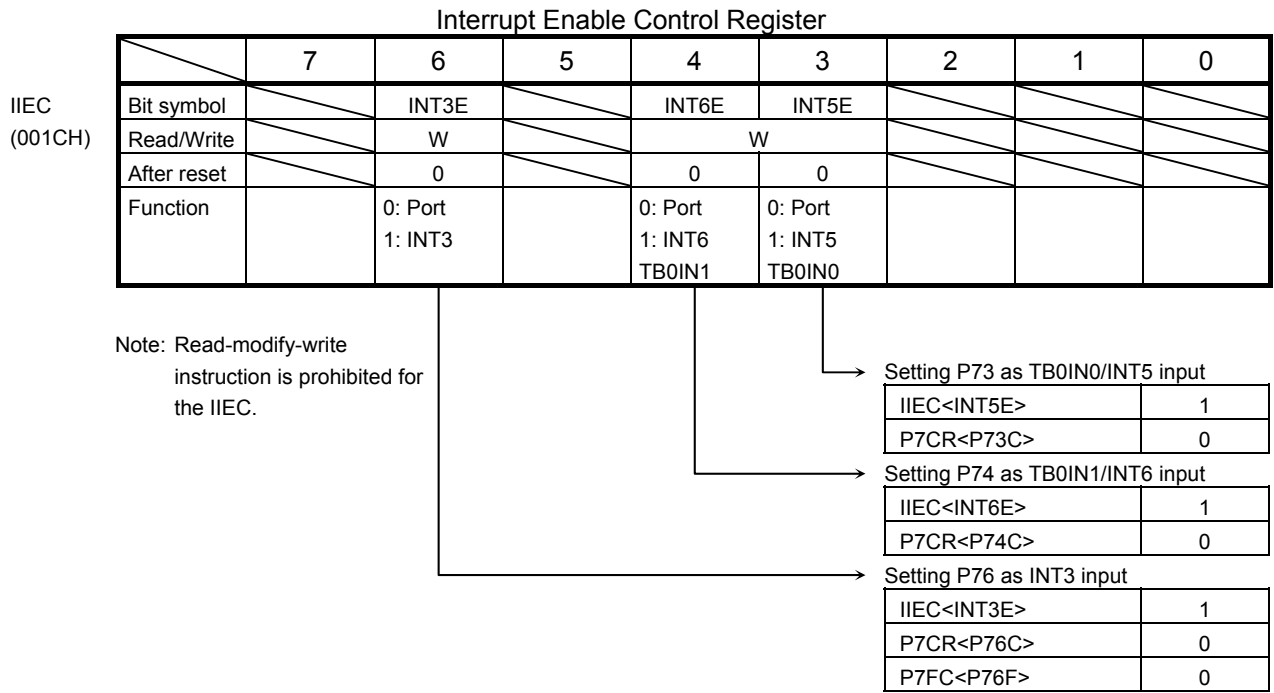 Interrupt Enable Control Register
7 6 5 4 3 2 1 0
IIEC
(001CH)
Bit symbol INT3E INT6E INT5E
Read/Write W W
After reset 0 0 0
Function 0: Port 0: Port 0: Port
1: INT3 1: INT6 1: INT5
TB0IN1 TB0IN0
Note: Read-modify-write
instruction is prohibited for
the IIEC.
Setting P73 as TB0IN0/INT5 input
IIEC<INT5E> 1
P7CR<P73C> 0
Setting P74 as TB0IN1/INT6 input
IIEC<INT6E> 1
P7CR<P74C> 0
Setting P76 as INT3 input
IIEC<INT3E> 1
P7CR<P76C> 0
P7FC<P76F> 0